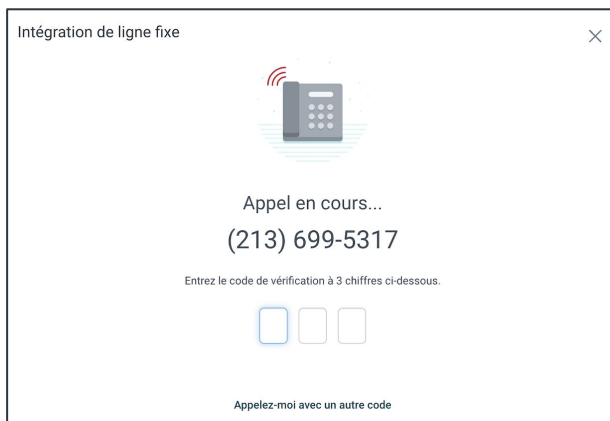 Intégration de ligne fixe
Appel en cours...
(213) 699-5317
Entrez le code de vérification à 3 chiffres ci-dessous.
Appelez-moi avec un autre code